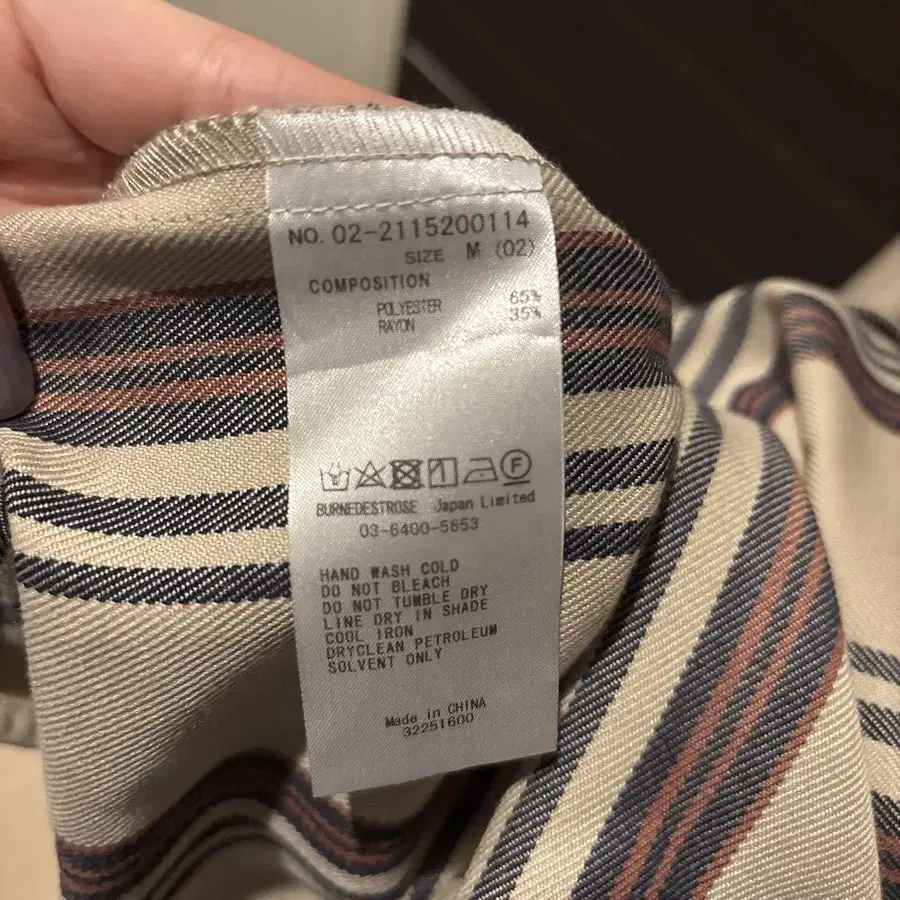 NO. 02-2115200114
SIZE M (02)
COMPOSITION
POLYESTER 65%
RAYON 35%
F
BURNEDESTROSE Japan Limited
03-6400-5653
HAND WASH COLD
DO NOT BLEACH
DO NOT TUMBLE DRY
LINE DRY IN SHADE
COOL IRON
DRYCLEAN PETROLEUM
SOLVENT ONLY
Made in CHINA
32251600